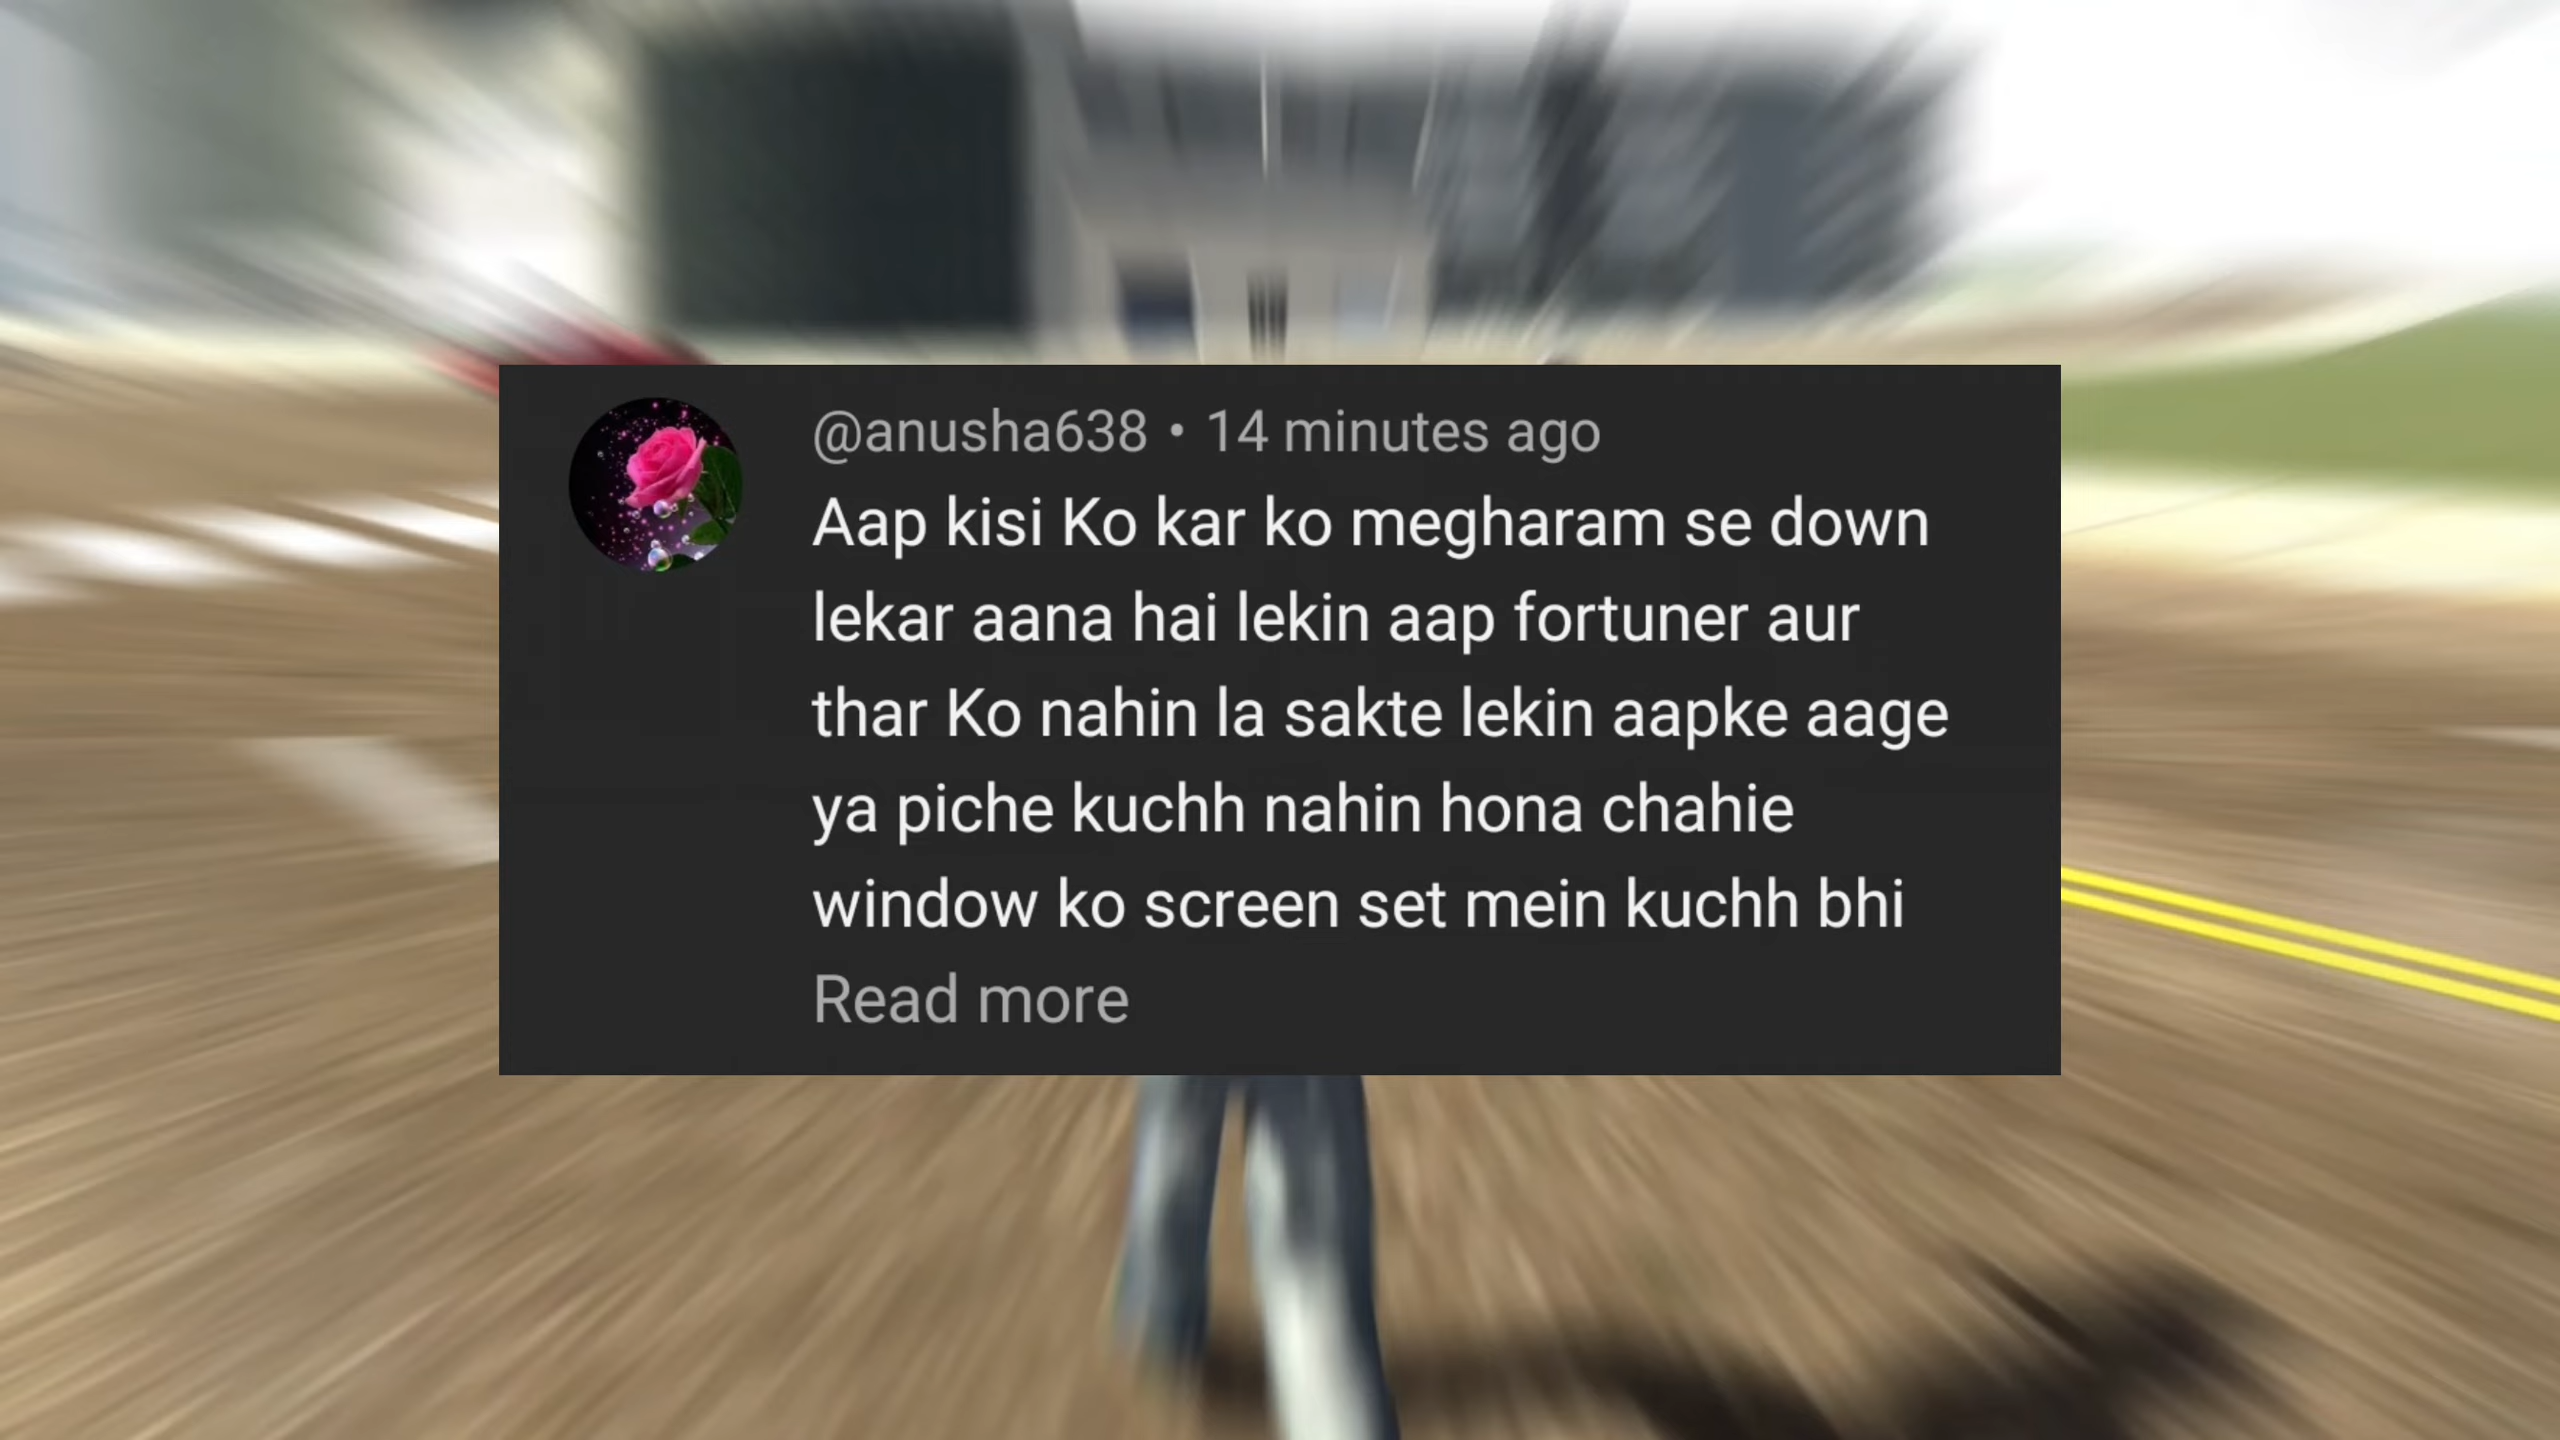 @anusha638 • 14 minutes ago
Aap kisi Ko kar ko megharam se down
lekar aana hai lekin aap fortuner aur
thar Ko nahin la sakte lekin aapke aage
ya piche kuchh nahin hona chahie
window ko screen set mein kuchh bhi
Read more